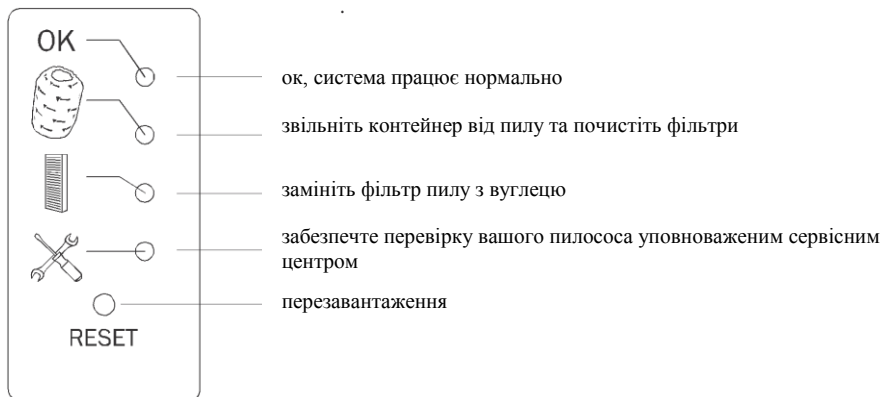 OK
ок, система працює нормально
звільніть контейнер від пилу та почистіть фільтри
замініть фільтр пилу з вуглецю
забезпечте перевірку вашого пилососа уповноваженим сервісним
центром
перезавантаження
RESET